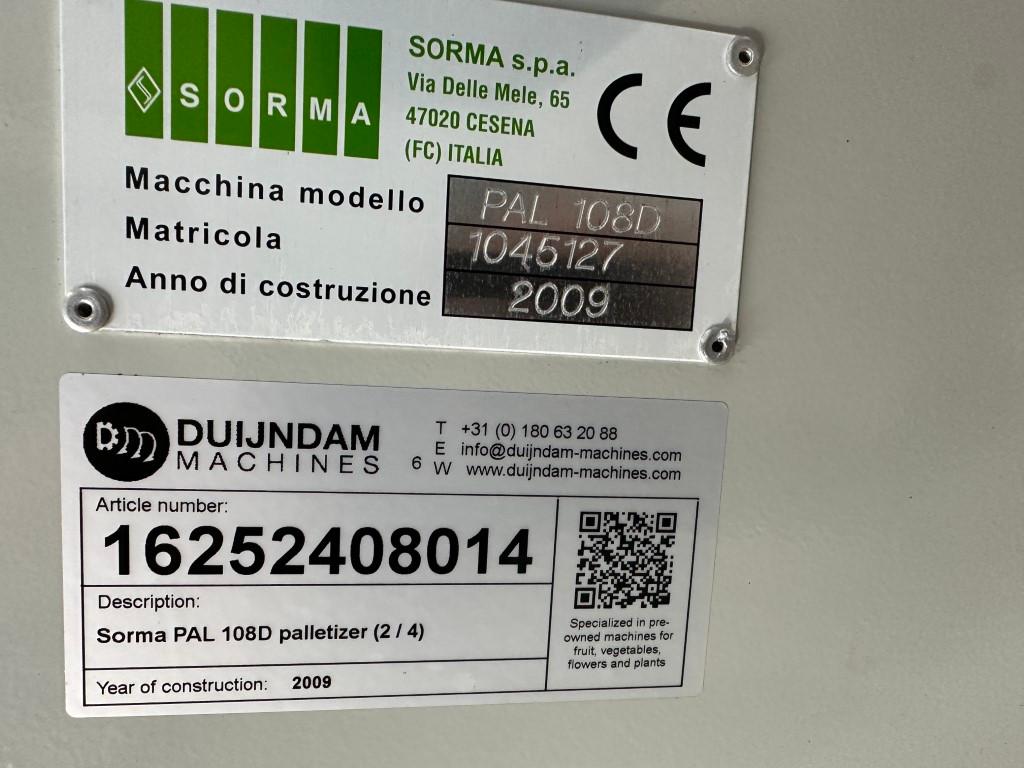 SORMA
SORMA s.p.a.
Via Delle Mele, 65
47020 CESENA
(FC) ITALIA
CE
Macchina modello PAL 108D
Matricola 1045127
Anno di costruzione 2009
DUIJNDAM
MACHINES
T +31 (0) 180 63 20 88
E info@duijndam-machines.com
6 W www.duijndam-machines.com
Article number:
16252408014
Description:
Sorma PAL 108D palletizer (2 / 4)
Year of construction: 2009
Specialized in pre-
owned machines for
fruit, vegetables,
flowers and plants